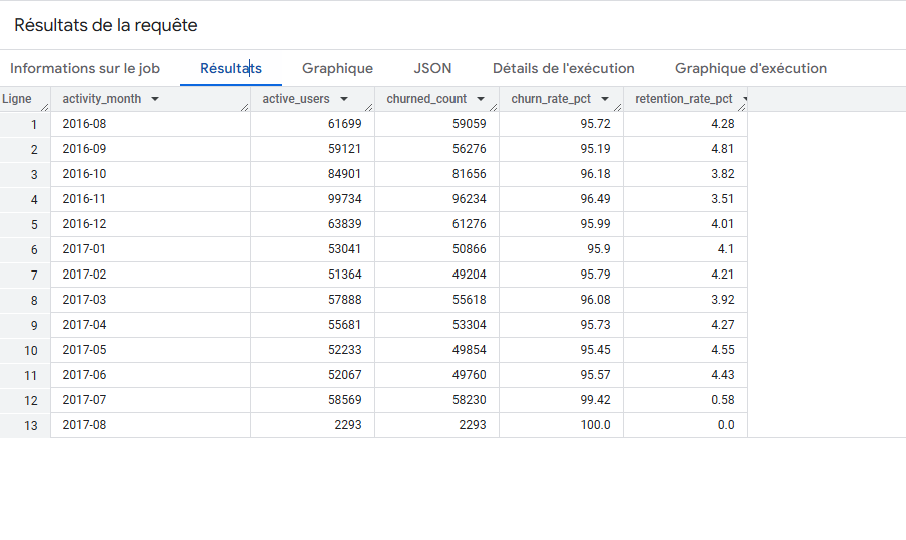 Résultats de la requête
Informations sur le job Résultats Graphique JSON Détails de l'exécution Graphique d'exécution
Ligne activity_month active_users churned_count churn_rate_pct retention_rate_pct
1 2016-08 61699 59059 95.72 4.28
2 2016-09 59121 56276 95.19 4.81
3 2016-10 84901 81656 96.18 3.82
4 2016-11 99734 96234 96.49 3.51
5 2016-12 63839 61276 95.99 4.01
6 2017-01 53041 50866 95.9 4.1
7 2017-02 51364 49204 95.79 4.21
8 2017-03 57888 55618 96.08 3.92
9 2017-04 55681 53304 95.73 4.27
10 2017-05 52233 49854 95.45 4.55
11 2017-06 52067 49760 95.57 4.43
12 2017-07 58569 58230 99.42 0.58
13 2017-08 2293 2293 100.0 0.0